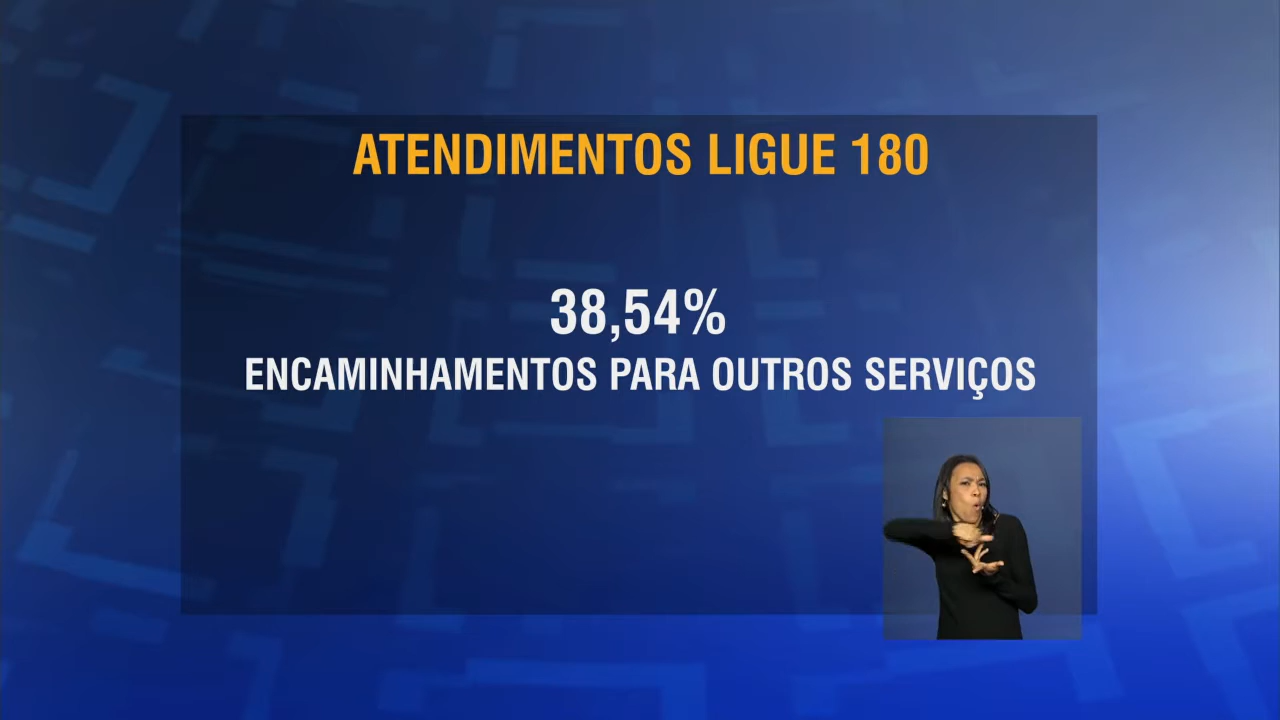 ATENDIMENTOS LIGUE 180
38,54%
ENCAMINHAMENTOS PARA OUTROS SERVIÇOS